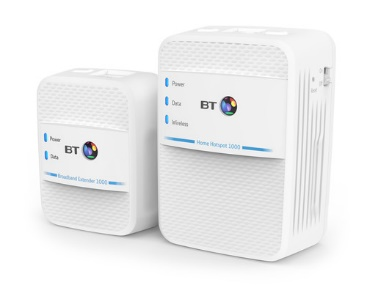 Power
Data
BT
Broadband Extender 1000
Power
Data
Wireless
BT
Home Hotspot 1000